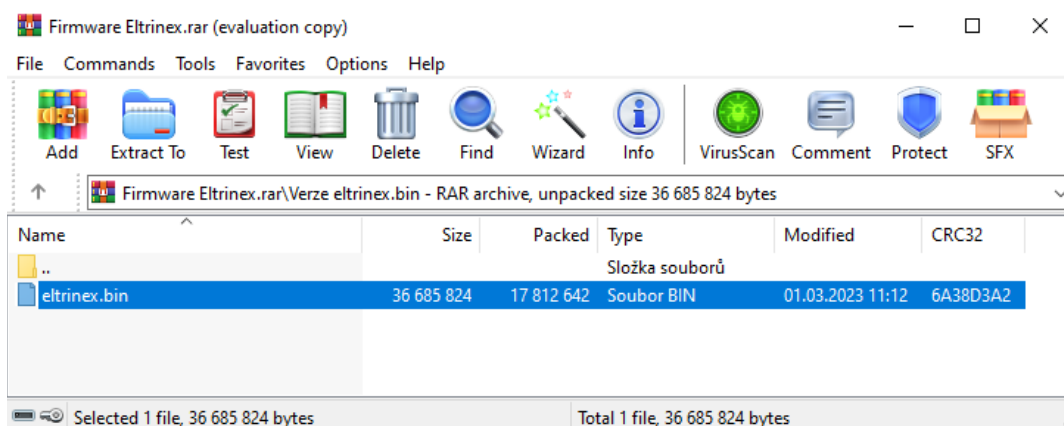 Firmware Eltrinex.rar (evaluation copy)
File Commands Tools Favorites Options Help
Add Extract To Test View Delete Find Wizard Info VirusScan Comment Protect SFX
Firmware Eltrinex.rar\Verze eltrinex.bin - RAR archive, unpacked size 36 685 824 bytes
Name Size Packed Type Modified CRC32
.. Složka souborů
eltrinex.bin 36 685 824 17 812 642 Soubor BIN 01.03.2023 11:12 6A38D3A2
Selected 1 file, 36 685 824 bytes Total 1 file, 36 685 824 bytes